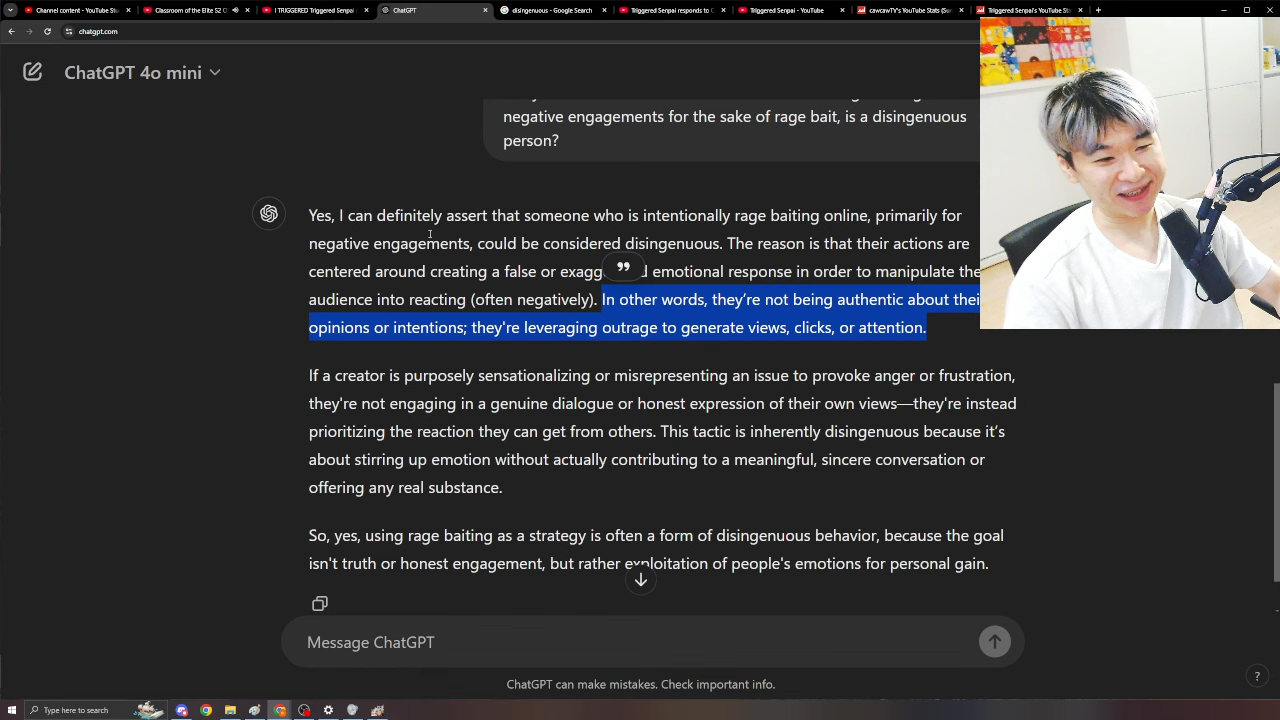 Channel content - YouTube Stu
Classroom of the Elite S2 C
I TRIGGERED Triggered Senpai
ChatGPT
disingenuous - Google Search
Triggered Senpai responds to C
Triggered Senpai - YouTube
cawcawTV's YouTube Stats (Su
Triggered Senpai's YouTube St
chatgpt.com
ChatGPT 4o mini
negative engagements for the sake of rage bait, is a disingenuous
person?
Yes, I can definitely assert that someone who is intentionally rage baiting online, primarily for
negative engagements, could be considered disingenuous. The reason is that their actions are
centered around creating a false or exagg d emotional response in order to manipulate the
audience into reacting (often negatively). In other words, they’re not being authentic about thei
opinions or intentions; they're leveraging outrage to generate views, clicks, or attention.
If a creator is purposely sensationalizing or misrepresenting an issue to provoke anger or frustration,
they're not engaging in a genuine dialogue or honest expression of their own views—they're instead
prioritizing the reaction they can get from others. This tactic is inherently disingenuous because it’s
about stirring up emotion without actually contributing to a meaningful, sincere conversation or
offering any real substance.
So, yes, using rage baiting as a strategy is often a form of disingenuous behavior, because the goal
isn't truth or honest engagement, but rather exploitation of people's emotions for personal gain.
Message ChatGPT
ChatGPT can make mistakes. Check important info.
?
Type here to search